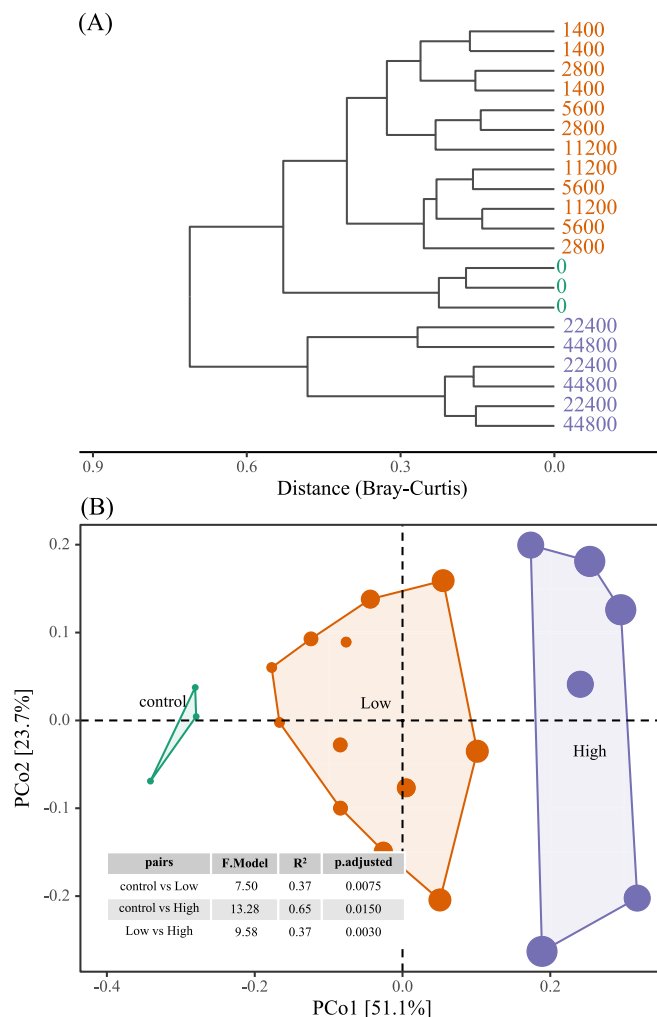 (A)
1400
1400
2800
1400
5600
2800
11200
11200
5600
11200
5600
2800
0
0
0
22400
44800
22400
44800
22400
44800
0.9 0.6 0.3 0.0
Distance (Bray-Curtis)
(B)
0.2
0.1
0.0
-0.1
-0.2
PCo2 [23.7%]
control
Low
High
pairs F.Model R² p.adjusted
control vs Low 7.50 0.37 0.0075
control vs High 13.28 0.65 0.0150
Low vs High 9.58 0.37 0.0030
-0.4 -0.2 0.0 0.2
PCo1 [51.1%]